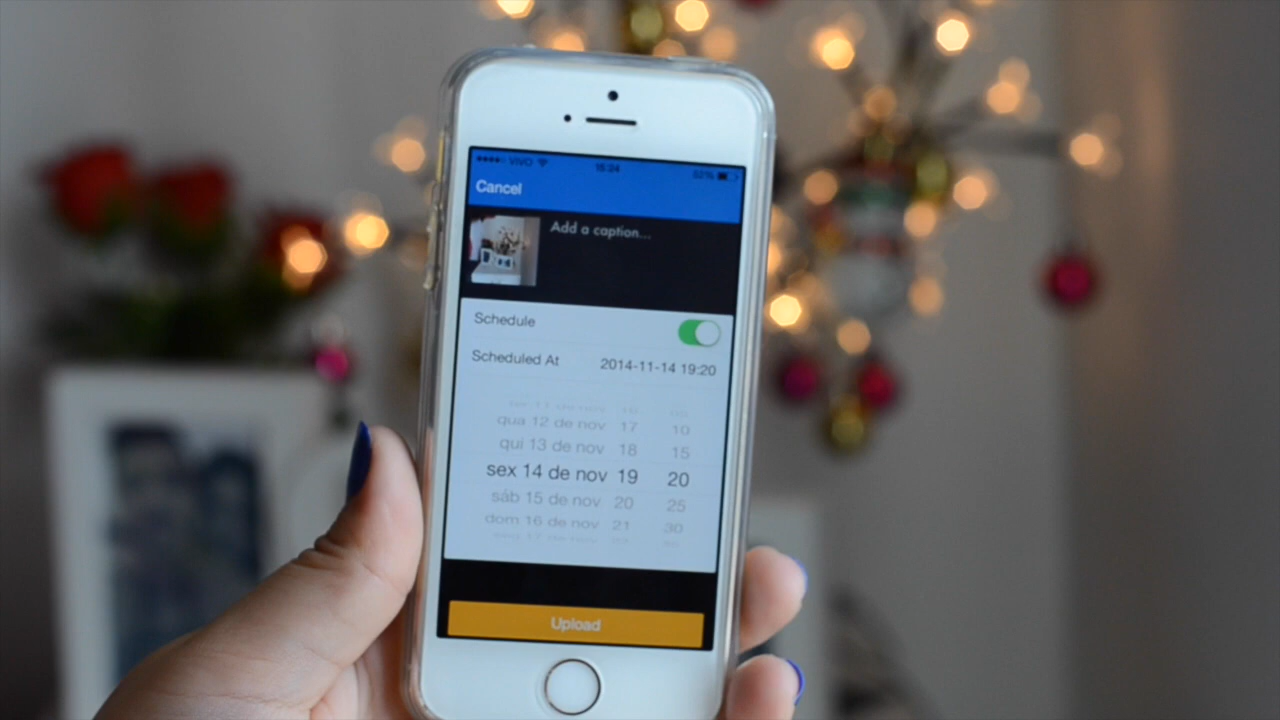 VIVO 15:24 52%
Cancel
Add a caption...
Schedule
Scheduled At 2014-11-14 19:20
qua 12 de nov 17 10
qui 13 de nov 18 15
sex 14 de nov 19 20
sáb 15 de nov 20 25
dom 16 de nov 21 30
Upload